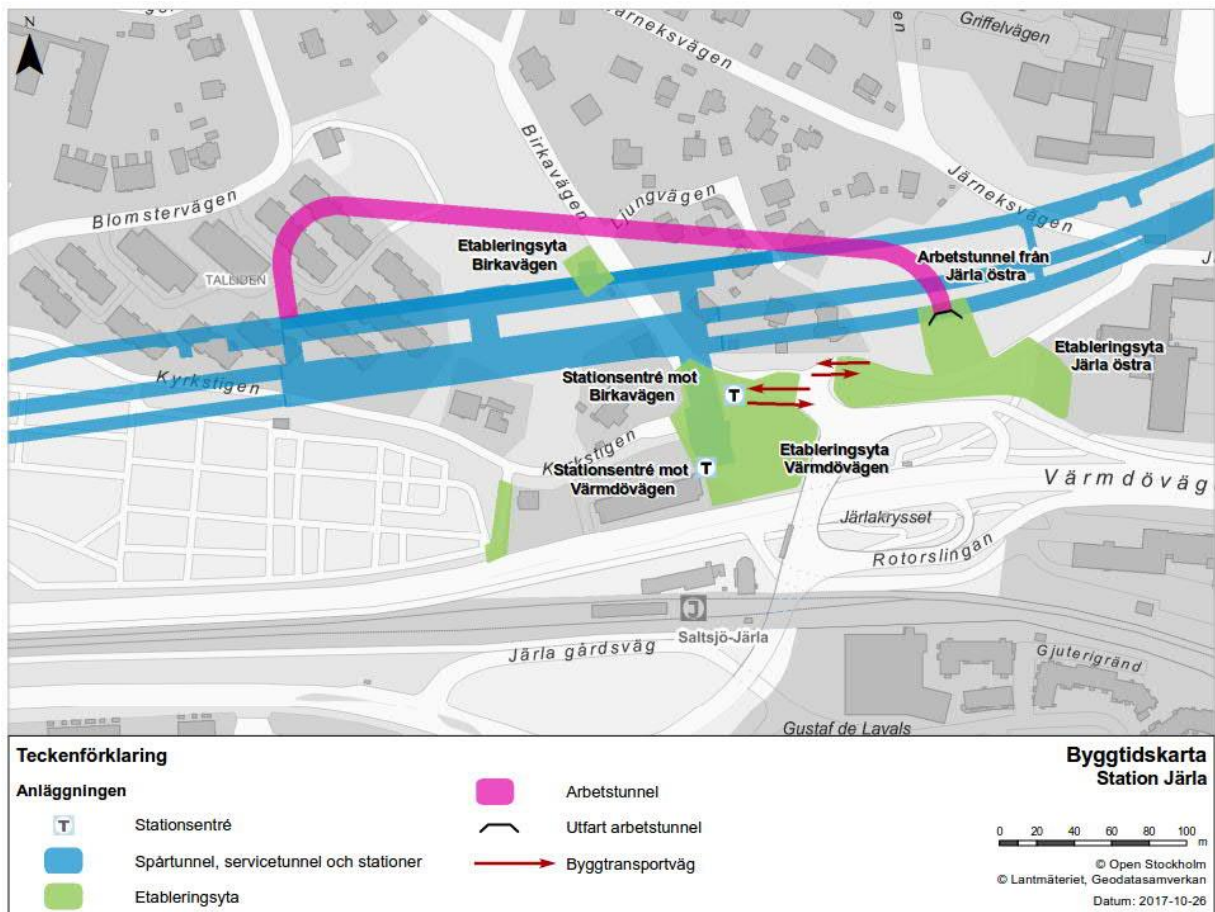 N
Järneksvägen
Griffelvägen
Birkavägen
Ljungvägen
Järneksvägen
Blomstervägen
Etableringsyta
Birkavägen
Arbetstunnel från
Järla östra
TALLIDEN
Kyrkstigen
Stationsentré mot
Birkavägen
Etableringsyta
Järla östra
T
Kyrkstigen
Etableringsyta
Värmdövägen
T
Stationsentré mot
Värmdövägen
Värmdöväg
Järlakrysset
Rotorslingan
J
Saltsjö-Järla
Järla gårdsväg
Gjuterigränd
Gustaf de Lavals
Teckenförklaring
Anläggningen
T Stationsentré
Spårtunnel, servicetunnel och stationer
Etableringsyta
Arbetstunnel
Utfart arbetstunnel
Byggtransportväg
Byggtidskarta
Station Järla
0 20 40 60 80 100
m
© Open Stockholm
© Lantmäteriet, Geodatasamverkan
Datum: 2017-10-26